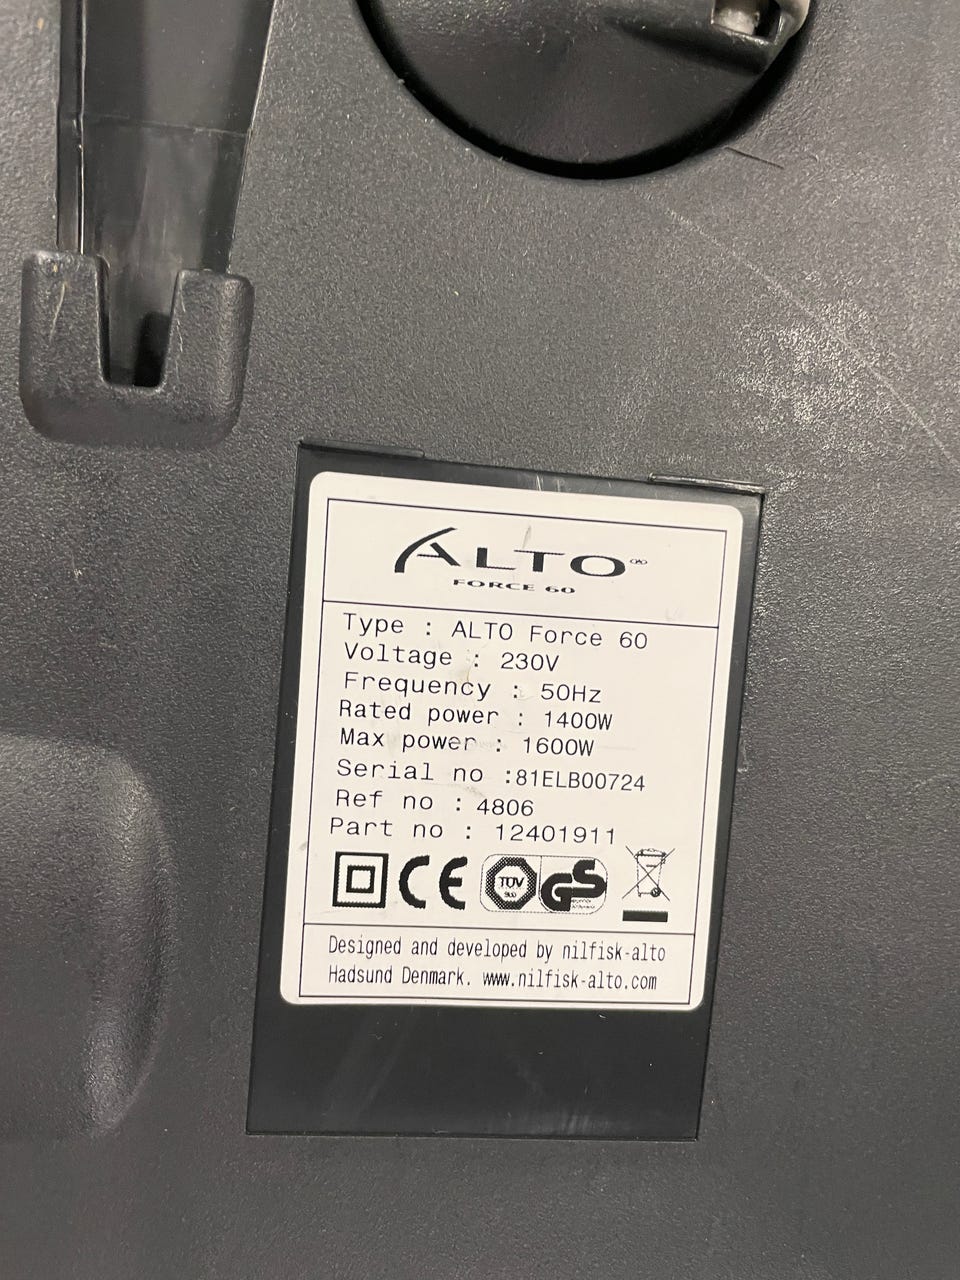 ALTO
FORCE 60
Type : ALTO Force 60
Voltage : 230V
Frequency : 50Hz
Rated power : 1400W
Max power : 1600W
Serial no :81ELB00724
Ref no : 4806
Part no : 12401911
CE TÜV GS
Designed and developed by nilfisk-alto
Hadsund Denmark. www.nilfisk-alto.com